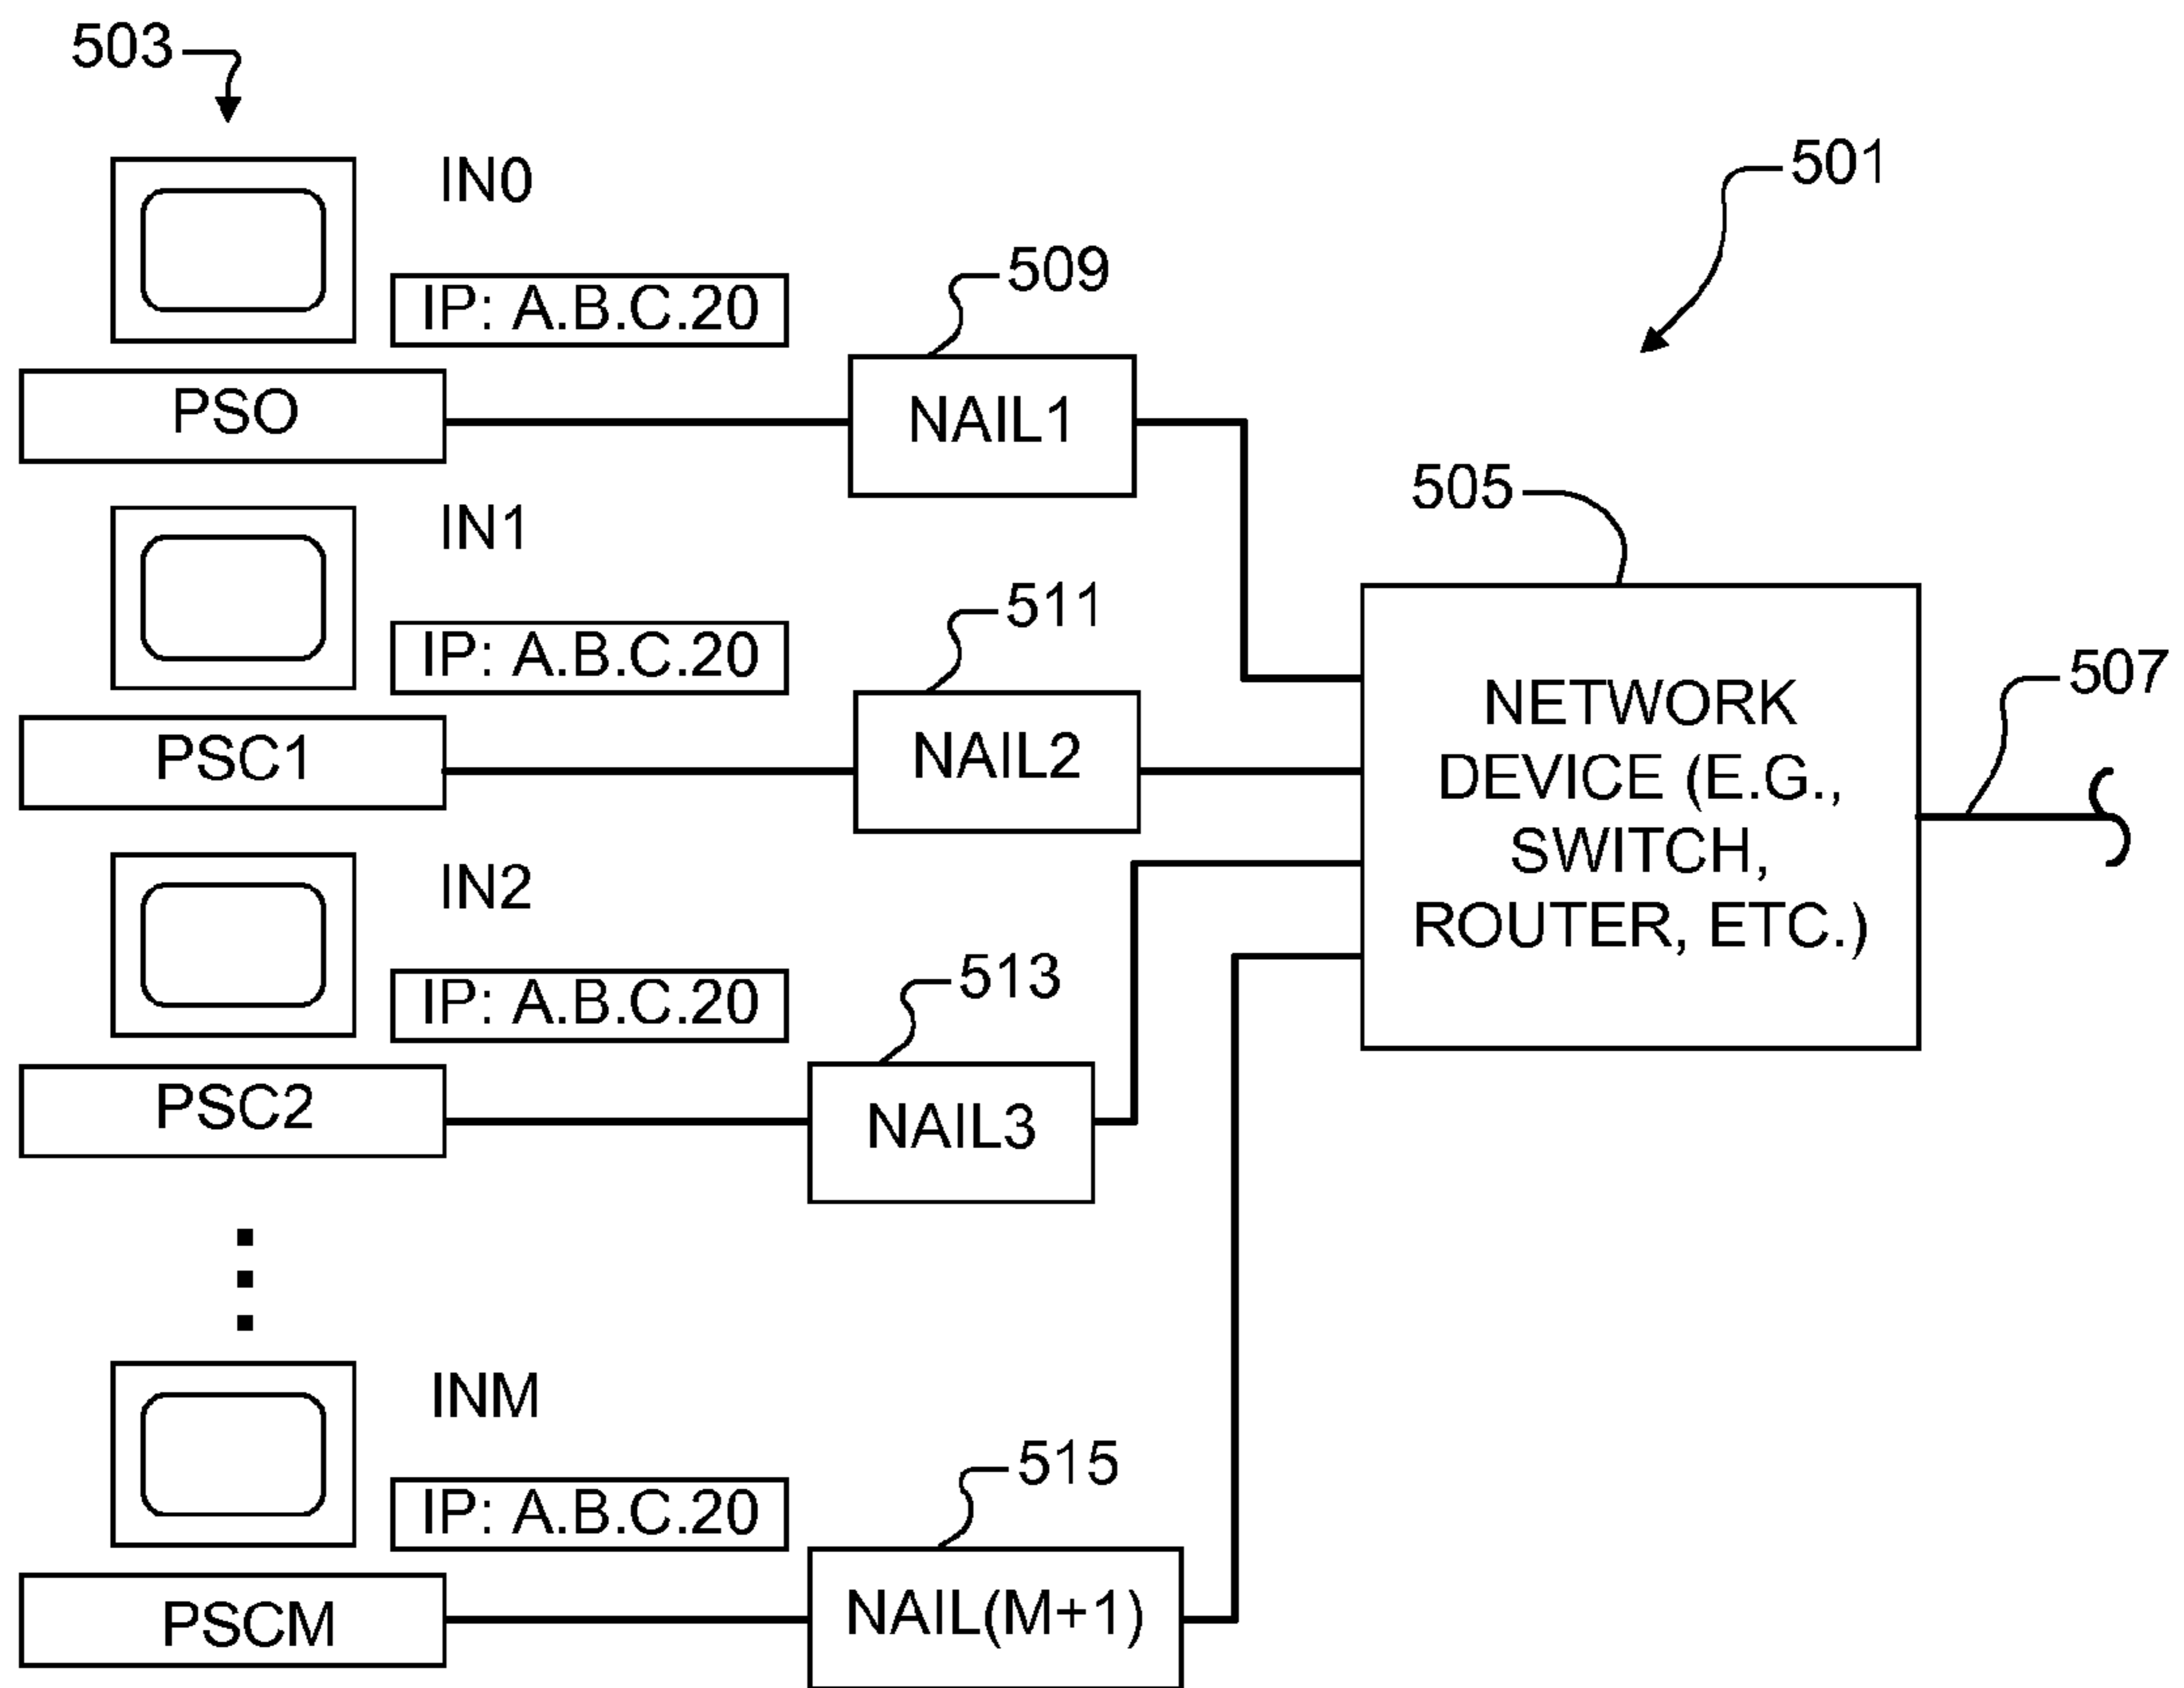 503
IN0
501
509
IP: A.B.C.20
PSO
NAIL1
505
IN1
511
IP: A.B.C.20
507
PSC1
NAIL2
NETWORK
DEVICE (E.G.,
SWITCH,
ROUTER, ETC.)
IN2
513
IP: A.B.C.20
PSC2
NAIL3
INM
515
IP: A.B.C.20
PSCM
NAIL(M+1)